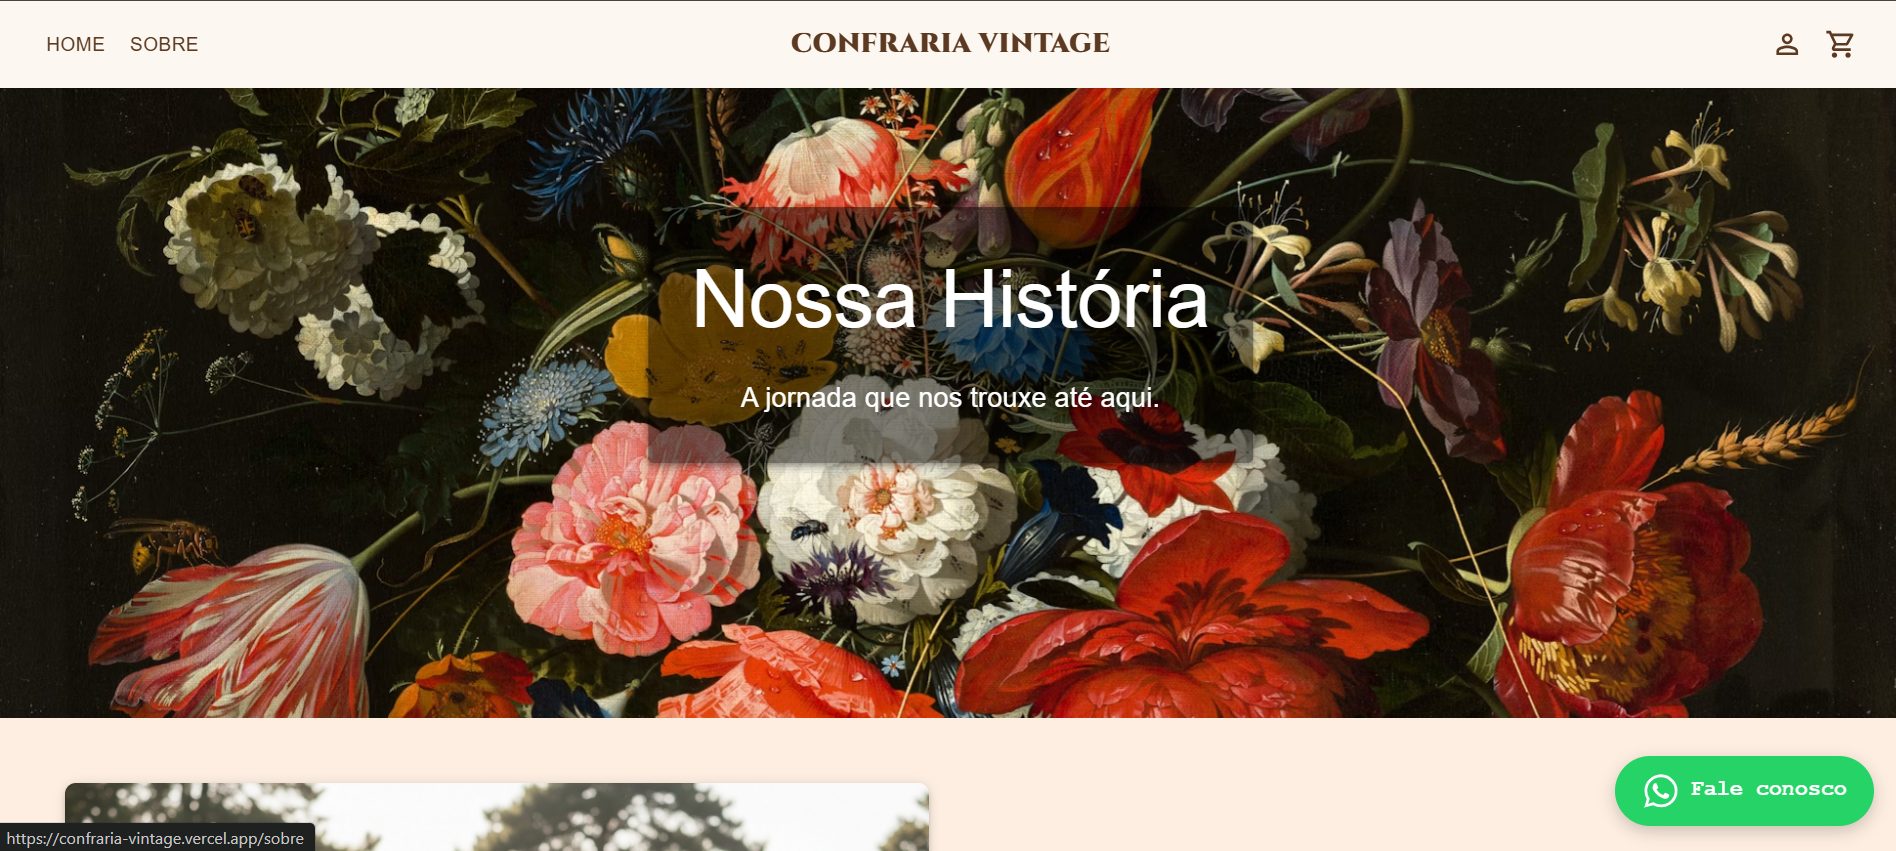 HOME SOBRE CONFRARIA VINTAGE
Nossa História
A jornada que nos trouxe até aqui.
Fale conosco
https://confraria-vintage.vercel.app/sobre